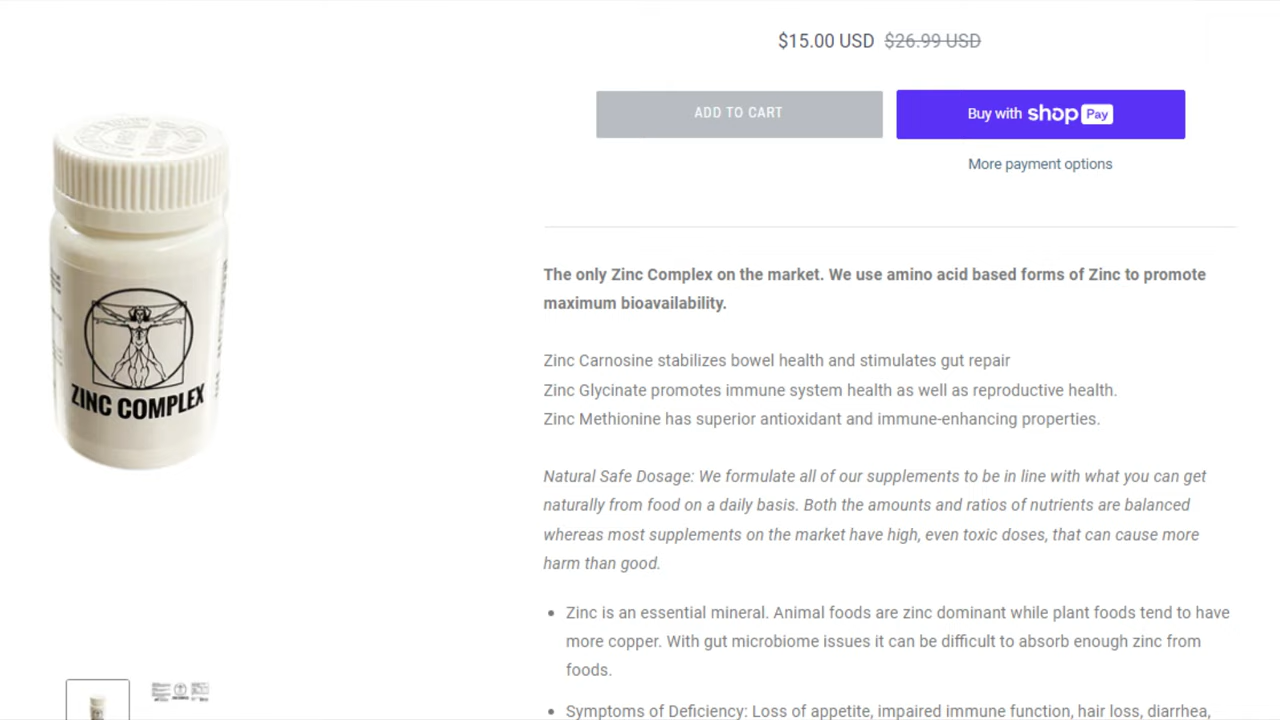 $15.00 USD $26.99 USD
ADD TO CART
Buy with shop Pay
More payment options
ZINC COMPLEX
The only Zinc Complex on the market. We use amino acid based forms of Zinc to promote
maximum bioavailability.
Zinc Carnosine stabilizes bowel health and stimulates gut repair
Zinc Glycinate promotes immune system health as well as reproductive health.
Zinc Methionine has superior antioxidant and immune-enhancing properties.
Natural Safe Dosage: We formulate all of our supplements to be in line with what you can get
naturally from food on a daily basis. Both the amounts and ratios of nutrients are balanced
whereas most supplements on the market have high, even toxic doses, that can cause more
harm than good.
• Zinc is an essential mineral. Animal foods are zinc dominant while plant foods tend to have
more copper. With gut microbiome issues it can be difficult to absorb enough zinc from
foods.
• Symptoms of Deficiency: Loss of appetite, impaired immune function, hair loss, diarrhea,